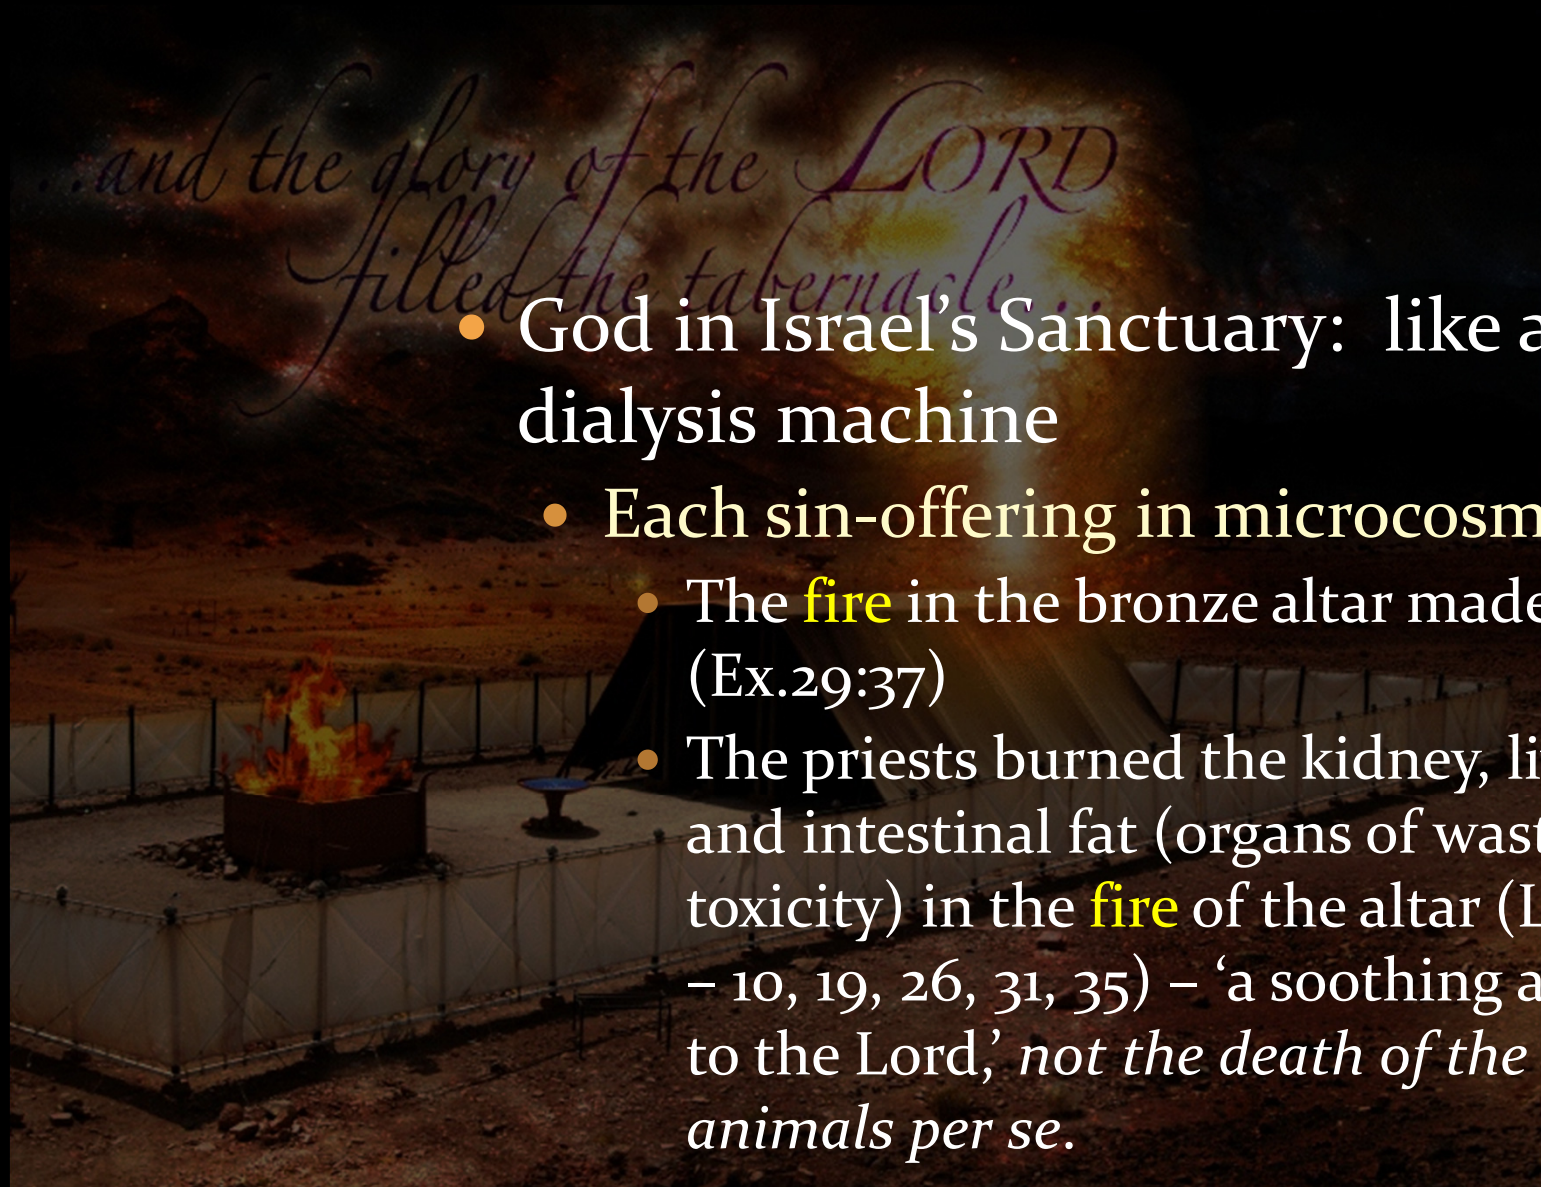 ...and the glory of the LORD
filled the tabernacle...
• God in Israel’s Sanctuary: like a
dialysis machine
• Each sin-offering in microcosm
• The fire in the bronze altar made
(Ex.29:37)
• The priests burned the kidney, li
and intestinal fat (organs of wast
toxicity) in the fire of the altar (L
– 10, 19, 26, 31, 35) – ‘a soothing a
to the Lord,’ not the death of the
animals per se.